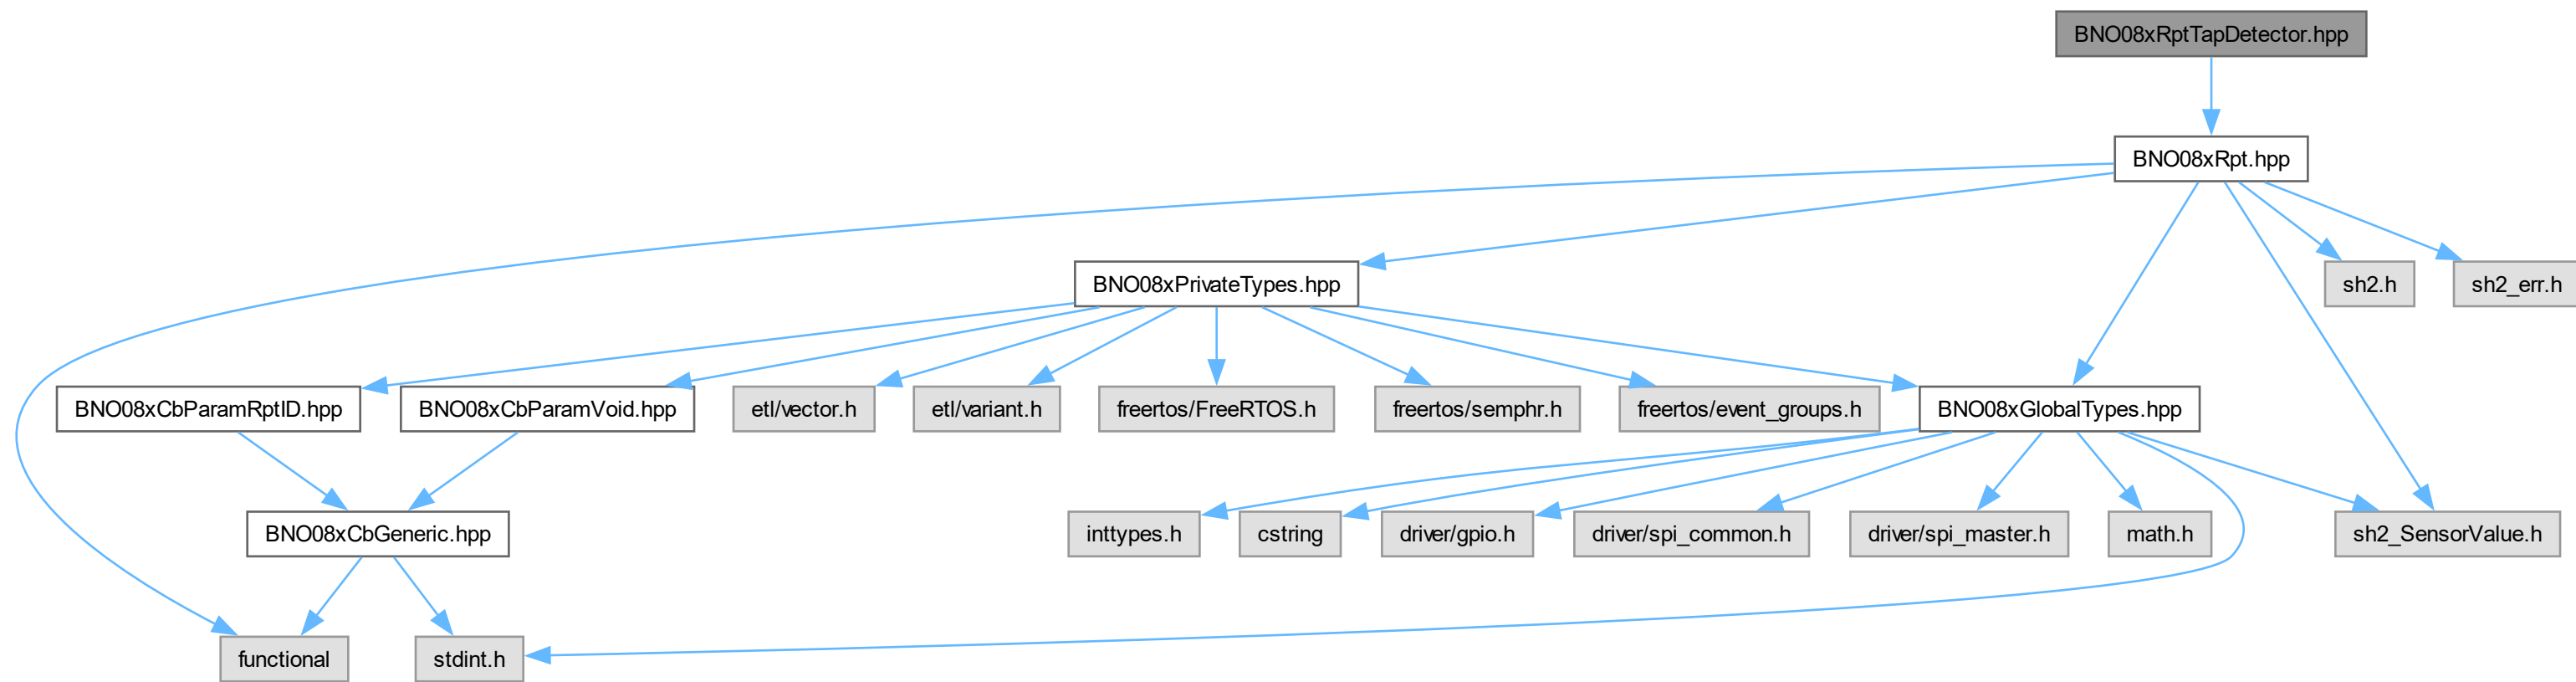 BNO08xRptTapDetector.hpp
BNO08xRpt.hpp
BNO08xPrivateTypes.hpp
sh2.h
sh2_err.h
BNO08xCbParamRptID.hpp
BNO08xCbParamVoid.hpp
etl/vector.h
etl/variant.h
freertos/FreeRTOS.h
freertos/semphr.h
freertos/event_groups.h
BNO08xGlobalTypes.hpp
BNO08xCbGeneric.hpp
inttypes.h
cstring
driver/gpio.h
driver/spi_common.h
driver/spi_master.h
math.h
sh2_SensorValue.h
functional
stdint.h